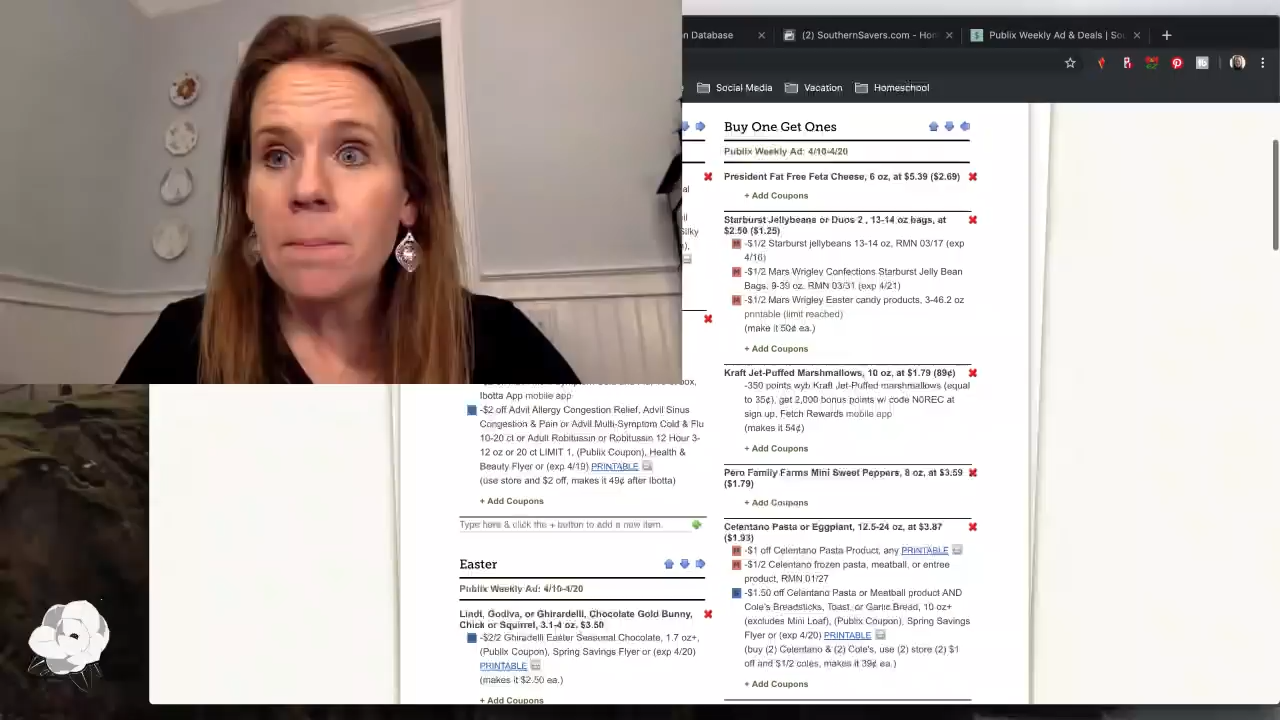 n Database
(2) SouthernSavers.com - Hon
Publix Weekly Ad & Deals | Sou
Social Media
Vacation
Homeschool
Buy One Get Ones
Publix Weekly Ad: 4/10-4/20
President Fat Free Feta Cheese, 6 oz, at $5.39 ($2.69)
+ Add Coupons
Starburst Jellybeans or Duos 2 , 13-14 oz bags, at
$2.50 ($1.25)
-$1/2 Starburst jellybeans 13-14 oz, RMN 03/17 (exp
4/16)
-$1/2 Mars Wrigley Confections Starburst Jelly Bean
Bags, 9-39 oz, RMN 03/31 (exp 4/21)
-$1/2 Mars Wrigley Easter candy products, 3-46.2 oz
printable (limit reached)
(make it 50¢ ea.)
+ Add Coupons
Kraft Jet-Puffed Marshmallows, 10 oz, at $1.79 (89¢)
-350 points wyb Kraft Jet-Puffed marshmallows (equal
to 35¢), get 2,000 bonus points w/ code N0REC at
sign up, Fetch Rewards mobile app
(makes it 54¢)
+ Add Coupons
Pero Family Farms Mini Sweet Peppers, 8 oz, at $3.59
($1.79)
+ Add Coupons
Celentano Pasta or Eggplant, 12.5-24 oz, at $3.87
($1.93)
-$1 off Celentano Pasta Product, any PRINTABLE
-$1/2 Celentano frozen pasta, meatball, or entree
product, RMN 01/27
-$1.50 off Celentano Pasta or Meatball product AND
Cole's Breadsticks, Toast, or Garlic Bread, 10 oz+
(excludes Mini Loaf), (Publix Coupon), Spring Savings
Flyer or (exp 4/20) PRINTABLE
(buy (2) Celentano & (2) Cole's, use (2) store (2) $1
off and $1/2 coles, makes it 39¢ ea.)
+ Add Coupons
al
Silky
Ibotta App mobile app
-$2 off Advil Allergy Congestion Relief, Advil Sinus
Congestion & Pain or Advil Multi-Symptom Cold & Flu
10-20 ct or Adult Robitussin or Robitussin 12 Hour 3-
12 oz or 20 ct LIMIT 1, (Publix Coupon), Health &
Beauty Flyer or (exp 4/19) PRINTABLE
(use store and $2 off, makes it 49¢ after Ibotta)
+ Add Coupons
Type here & click the + button to add a new item.
Easter
Publix Weekly Ad: 4/10-4/20
Lindt, Godiva, or Ghirardelli, Chocolate Gold Bunny,
Chick or Squirrel, 3.1-4 oz, $3.50
-$2/2 Ghiradelli Easter Seasonal Chocolate, 1.7 oz+,
(Publix Coupon), Spring Savings Flyer or (exp 4/20)
PRINTABLE
(makes it $2.50 ea.)
+ Add Coupons